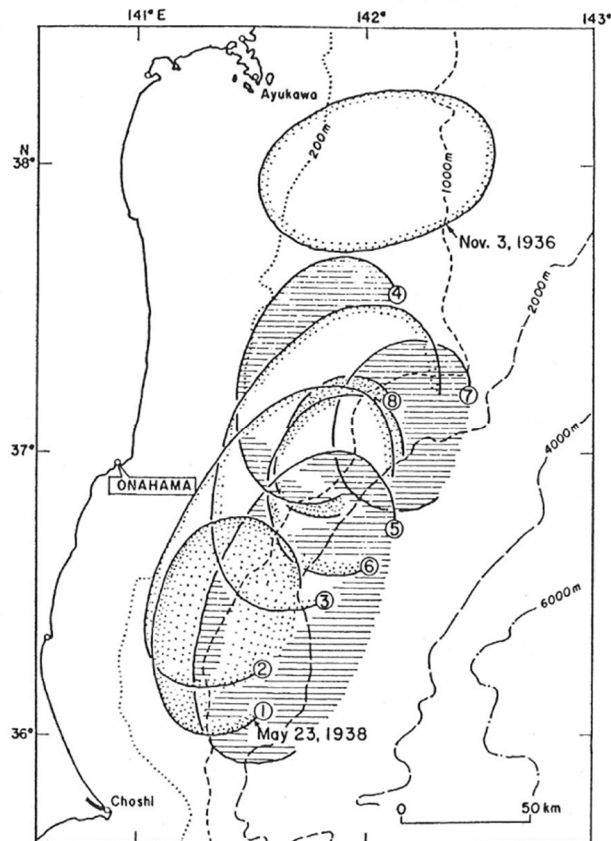 141° E
142°
143°
Ayukawa
N
38°
200m
1000m
Nov. 3, 1936
2000m
4
8
7
37°
4000m
ONAHAMA
5
6
6000m
3
2
1
36°
May 23, 1938
Choshi
0
50 km